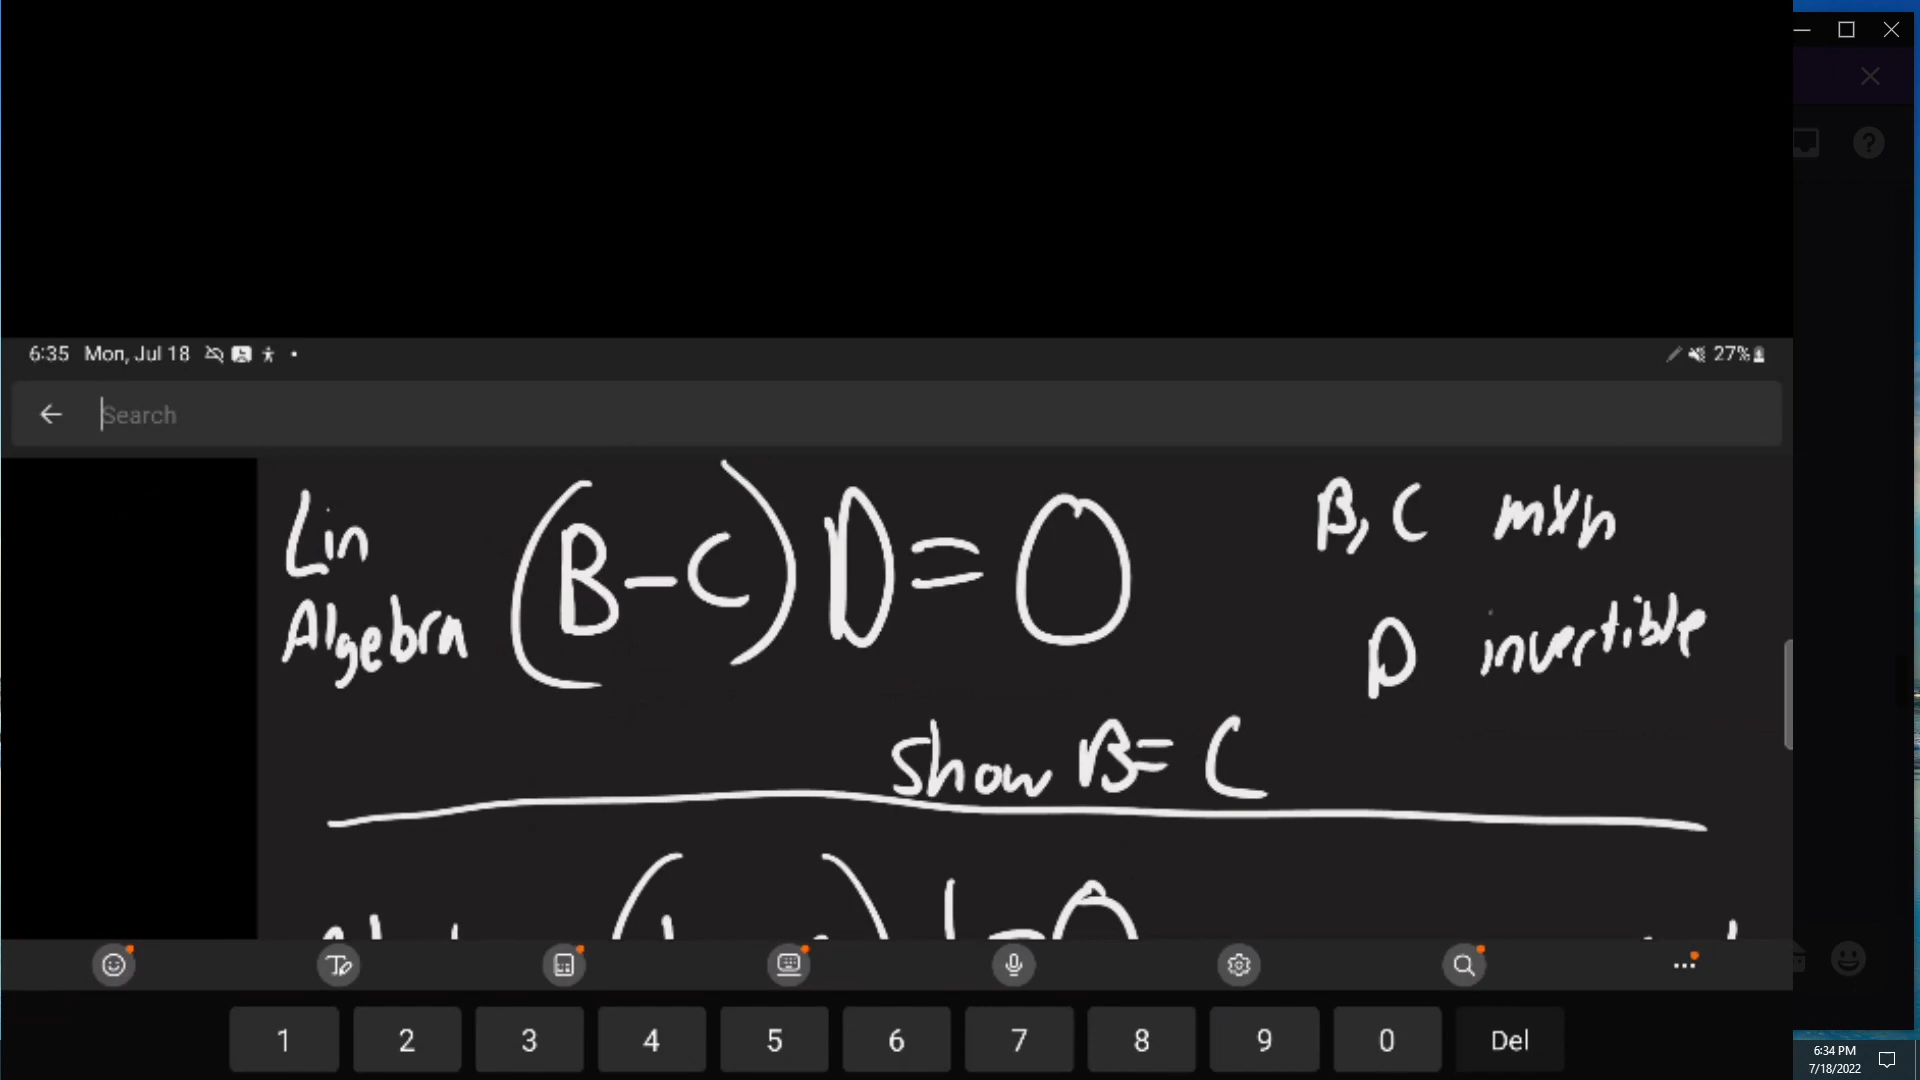 6:35 Mon, Jul 18
27%
Search
Lin Algebra
(B-C)D=O
B, C mxn
D invertible
show B= C
1 2 3 4 5 6 7 8 9 0 Del
6:34 PM
7/18/2022